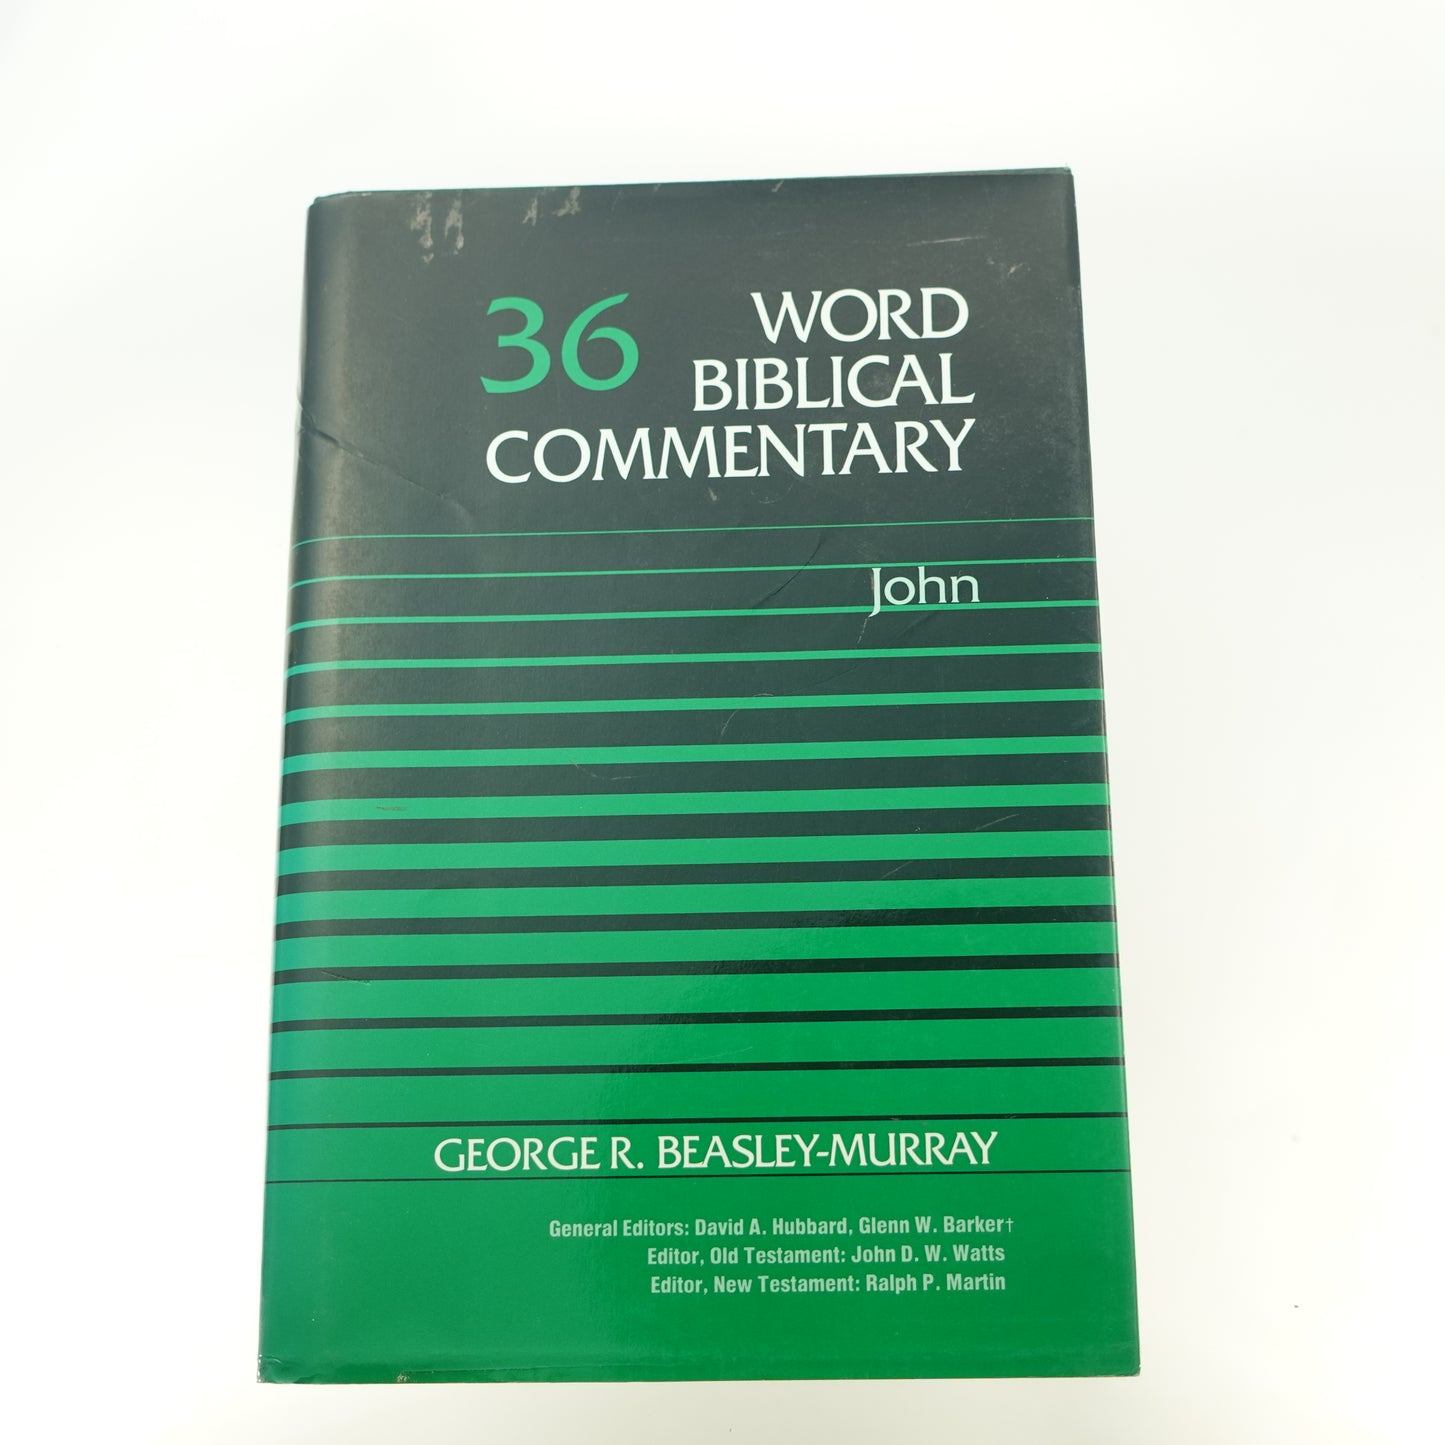 36
WORD
BIBLICAL
COMMENTARY
John
GEORGE R. BEASLEY-MURRAY
General Editors: David A. Hubbard, Glenn W. Barker†
Editor, Old Testament: John D. W. Watts
Editor, New Testament: Ralph P. Martin